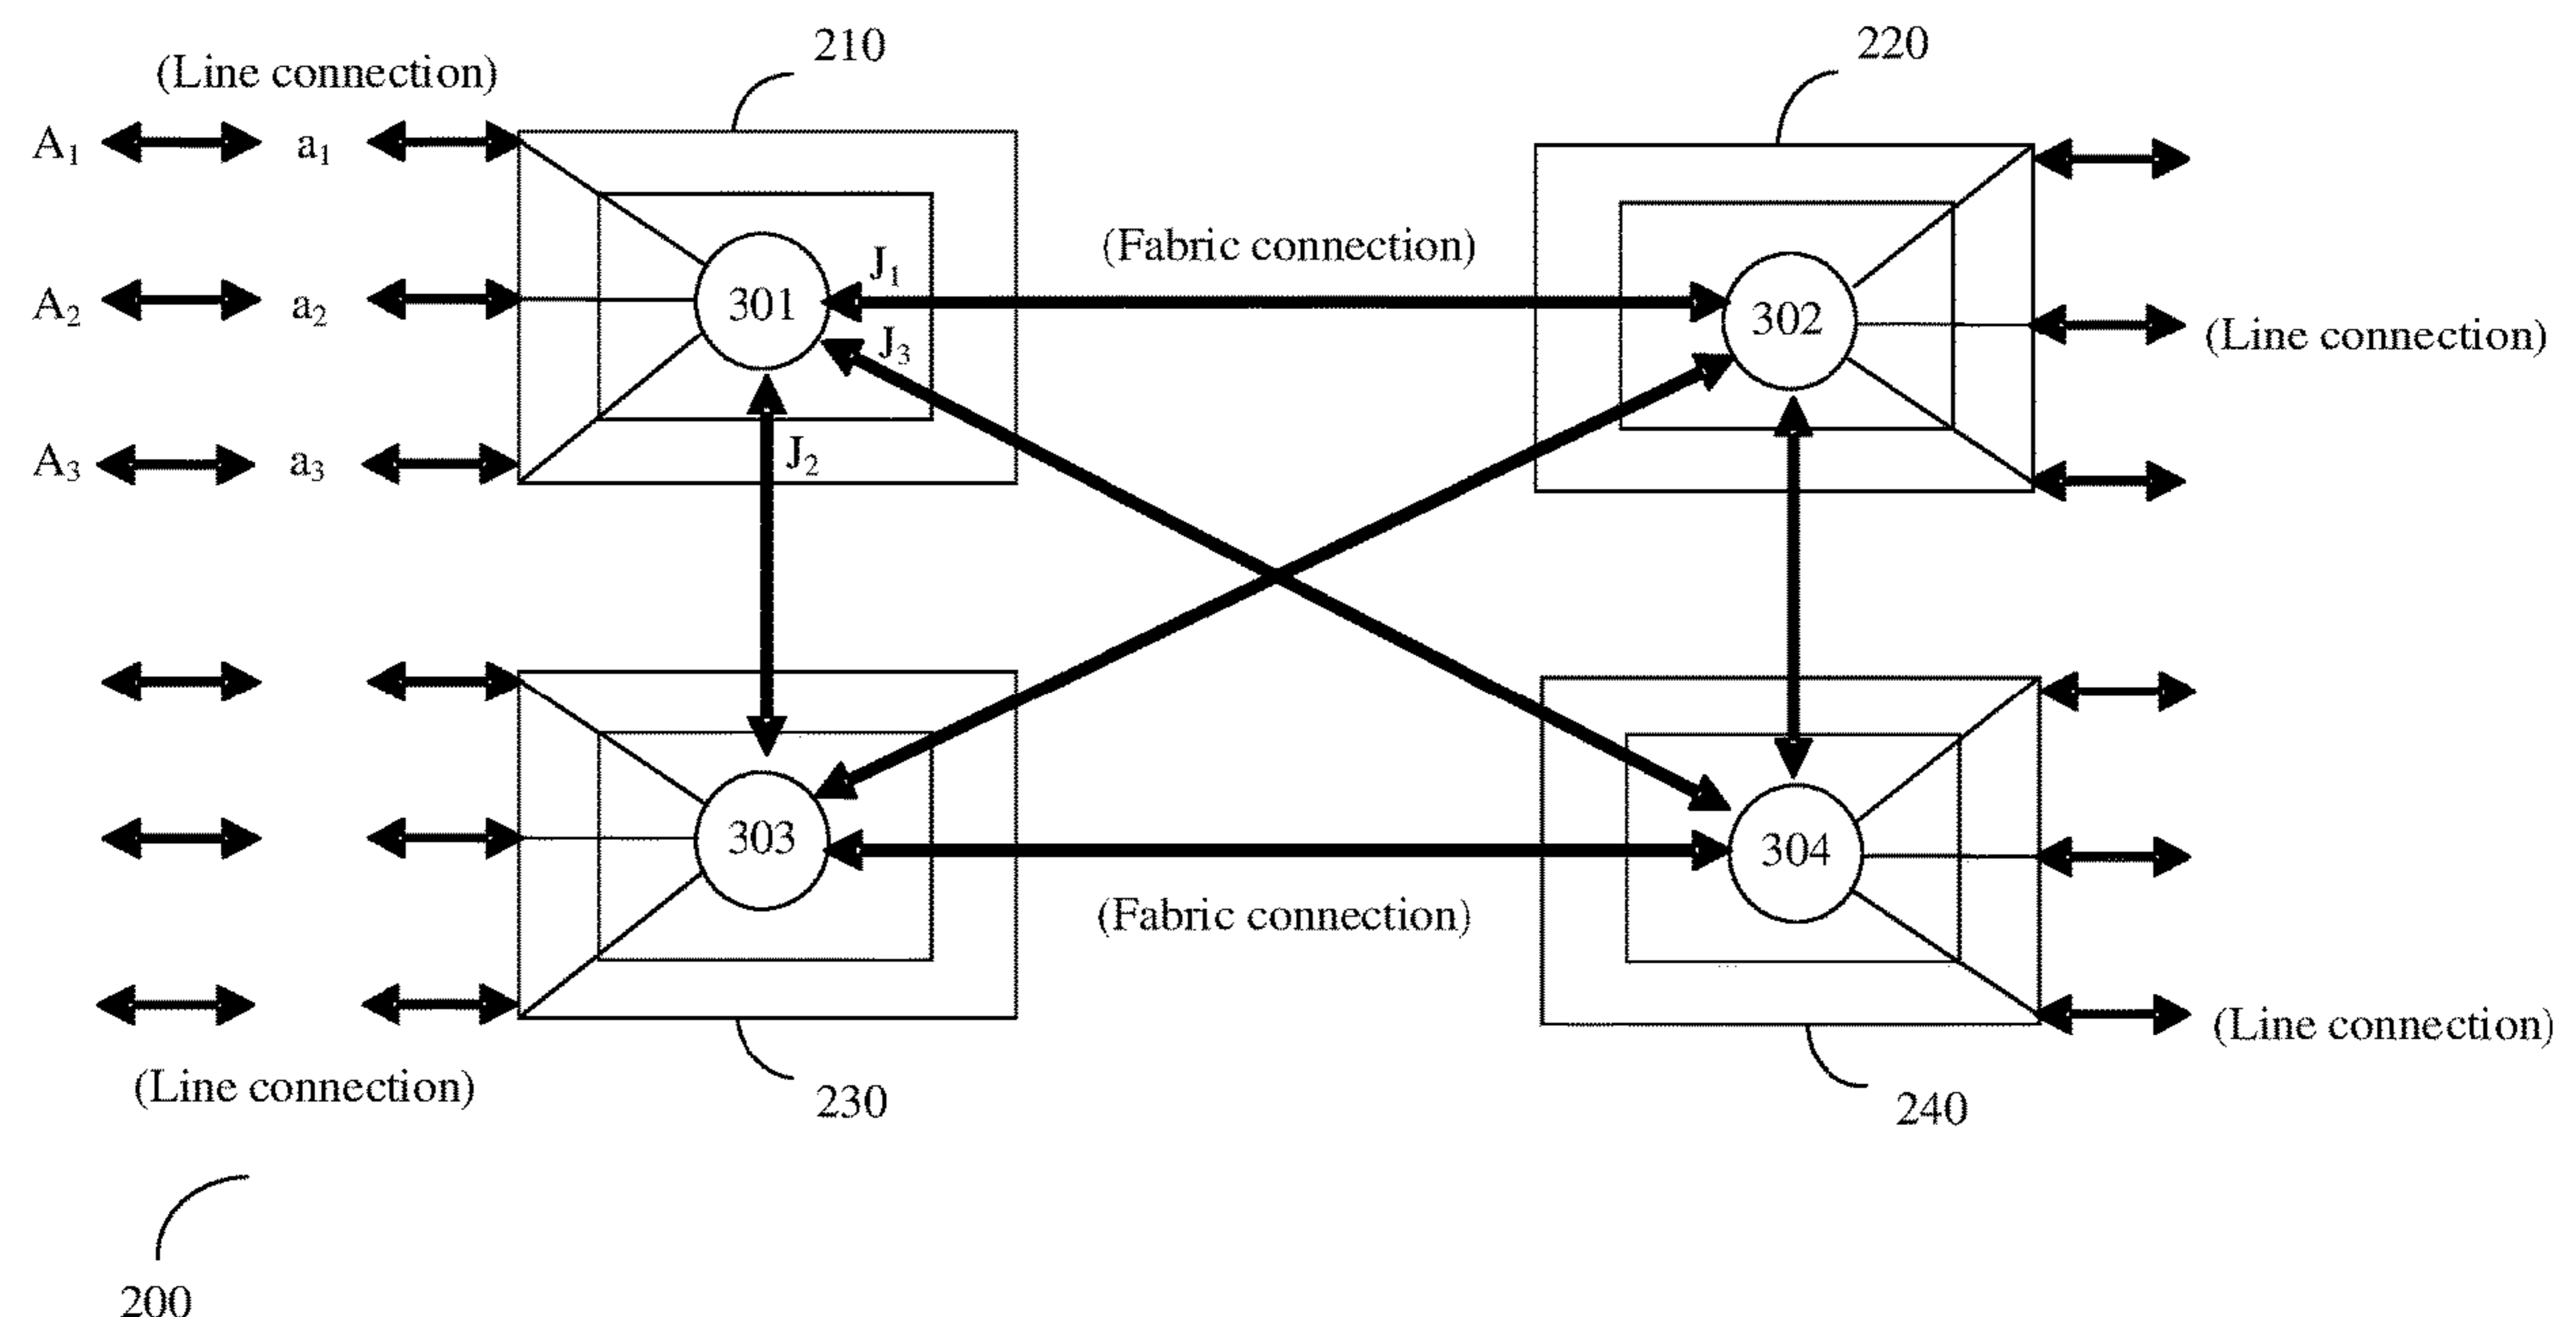 210
220
(Line connection)
A1 a1
A2 a2
A3 a3
301
J1
J3
J2
(Fabric connection)
302
(Line connection)
303
304
(Fabric connection)
(Line connection)
(Line connection)
230
240
200